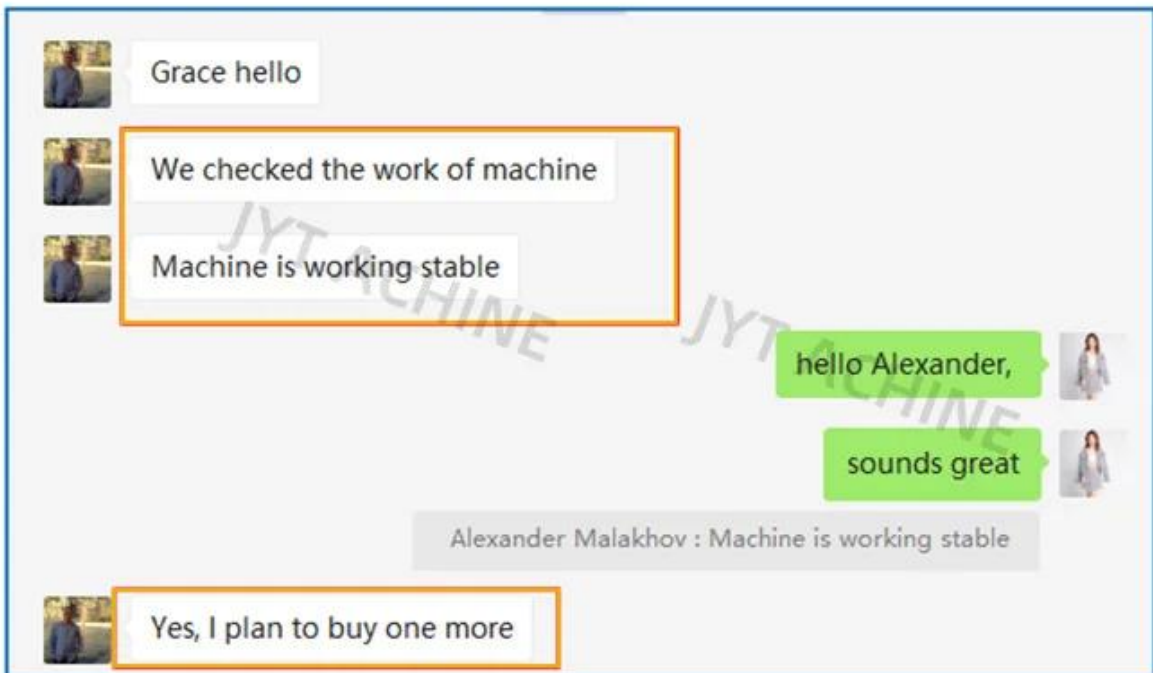 Grace hello
We checked the work of machine
Machine is working stable
JYT ACHINE
JYT ACHINE
hello Alexander,
sounds great
Alexander Malakhov : Machine is working stable
Yes, I plan to buy one more